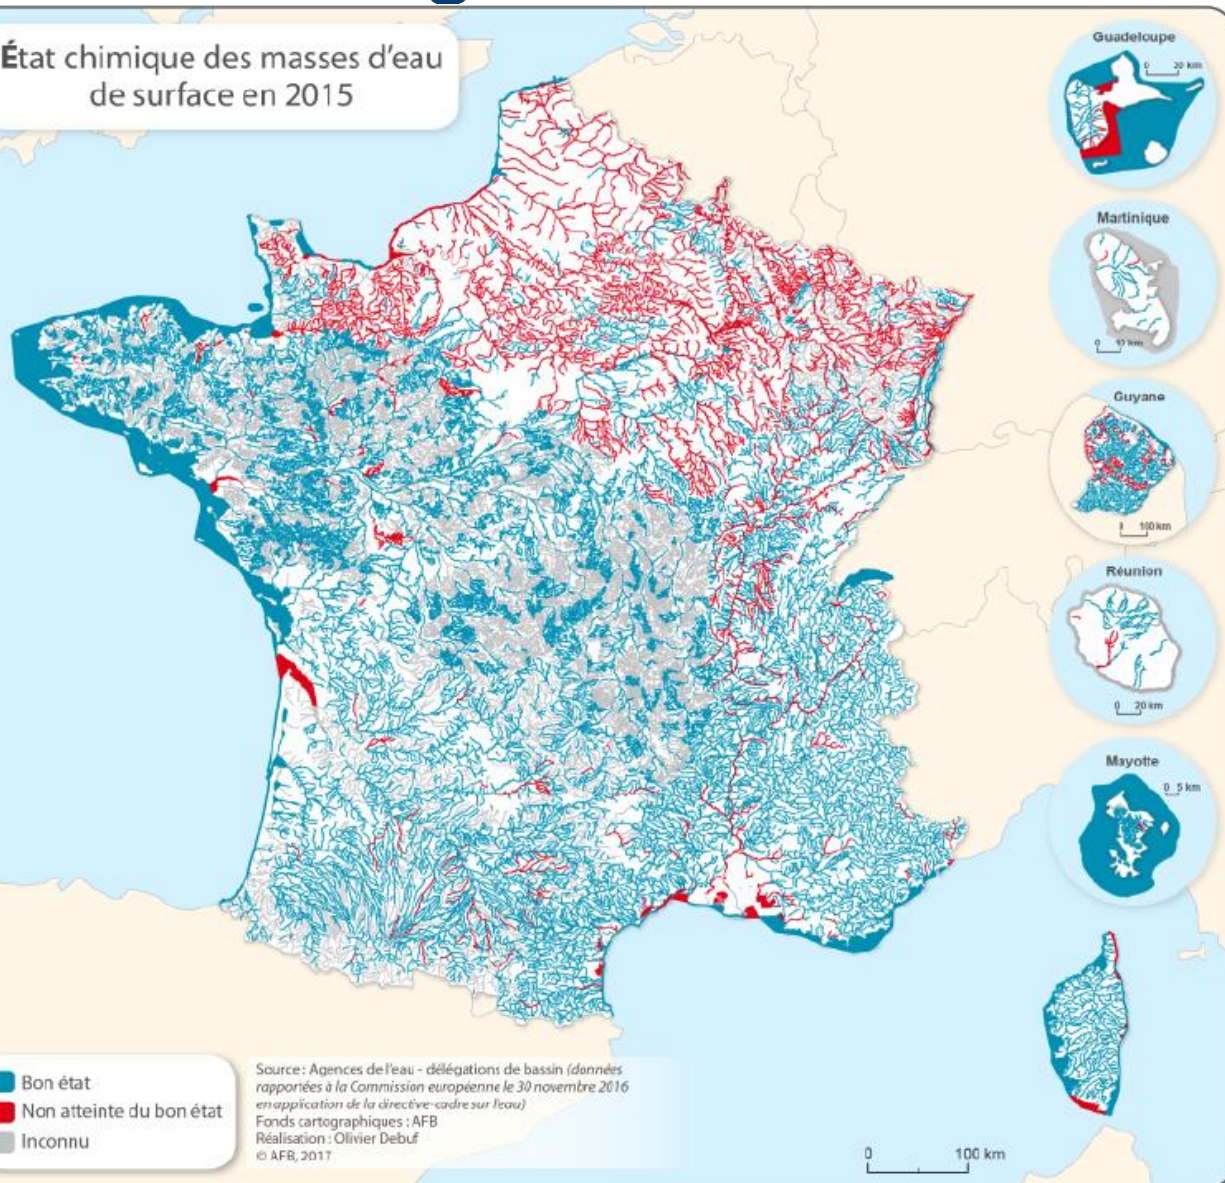 État chimique des masses d'eau
de surface en 2015
Guadeloupe
0 20 km
Martinique
0 10 km
Guyane
100 km
Réunion
0 20 km
Mayotte
0 5 km
Bon état
Non atteinte du bon état
Inconnu
Source : Agences de l'eau - délégations de bassin (données
rapportées à la Commission européenne le 30 novembre 2016
en application de la directive-cadre sur l'eau)
Fonds cartographiques : AFB
Réalisation : Olivier Debuf
© AFB, 2017
0 100 km